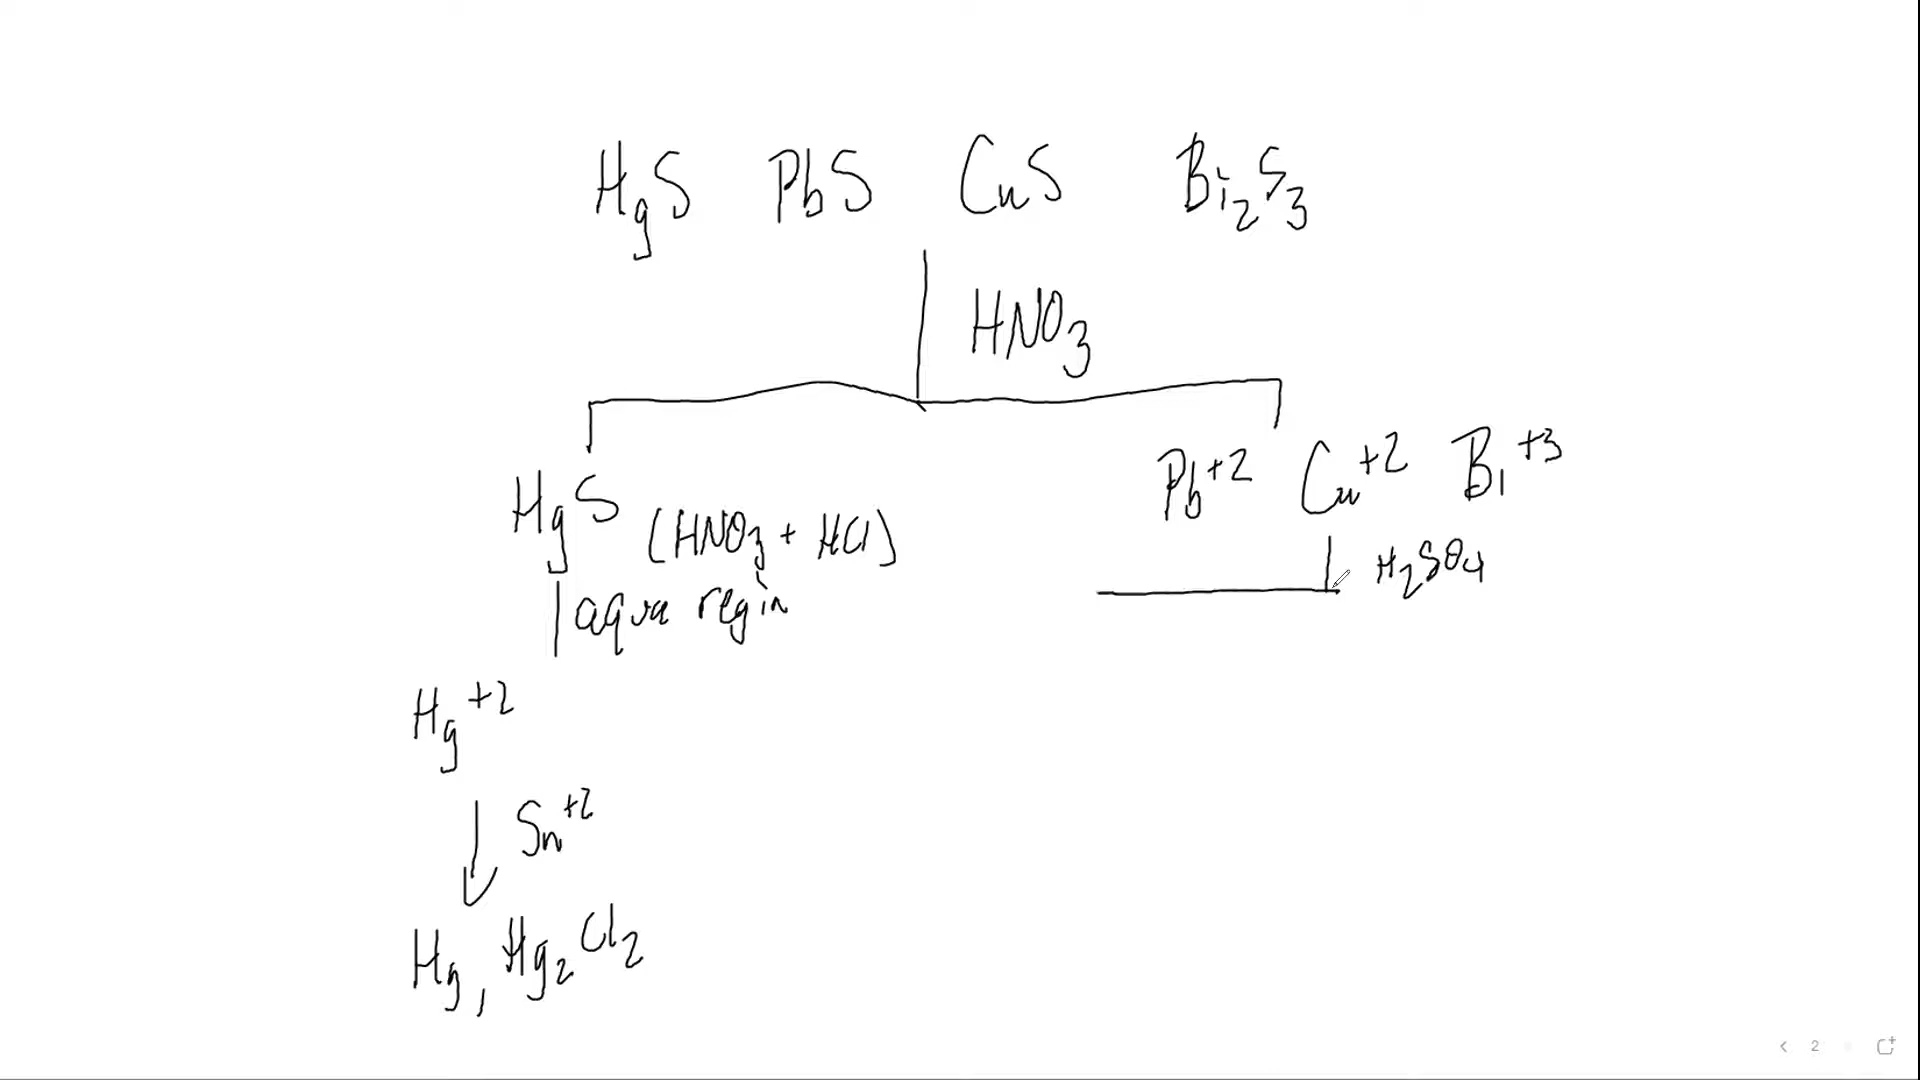 HgS PbS CuS Bi2S3
HNO3
HgS (HNO3 + HCl) Pb+2 Cu+2 Bi+3
aqua regia H2SO4
Hg+2
Sn+2
Hg, Hg2Cl2
2